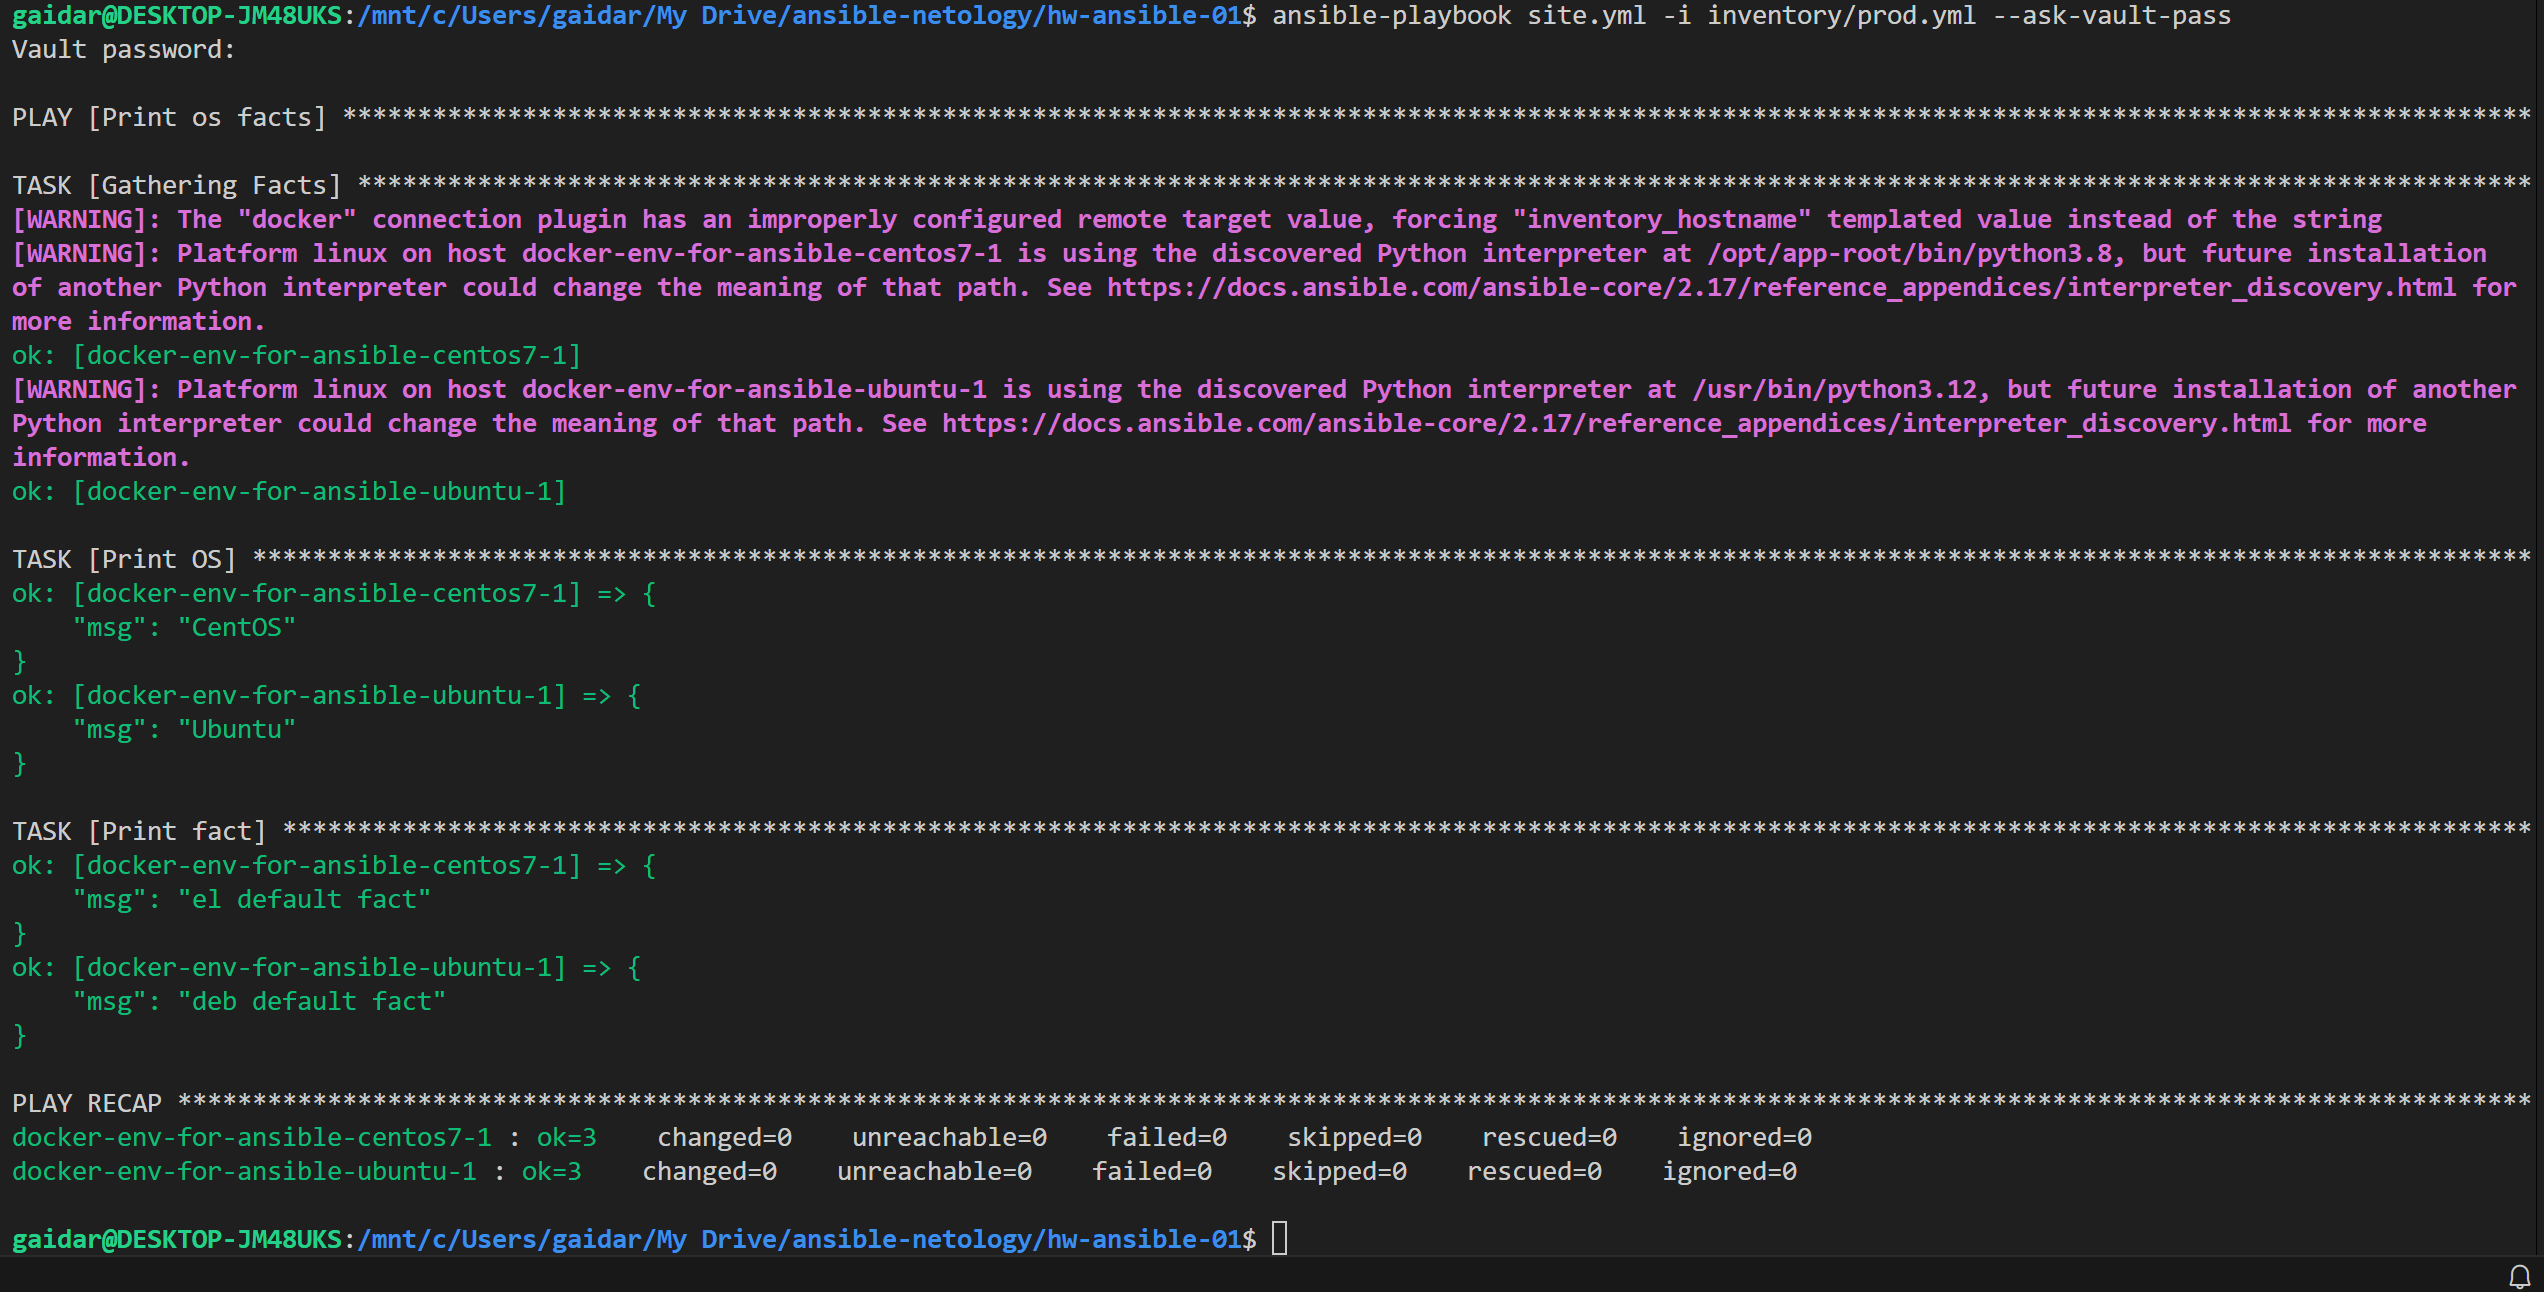 gaidar@DESKTOP-JM48UKS:/mnt/c/Users/gaidar/My Drive/ansible-netology/hw-ansible-01$ ansible-playbook site.yml -i inventory/prod.yml --ask-vault-pass
Vault password:
PLAY [Print os facts] **************************************************************************************************************************************************
TASK [Gathering Facts] *************************************************************************************************************************************************
[WARNING]: The "docker" connection plugin has an improperly configured remote target value, forcing "inventory_hostname" templated value instead of the string
[WARNING]: Platform linux on host docker-env-for-ansible-centos7-1 is using the discovered Python interpreter at /opt/app-root/bin/python3.8, but future installation
of another Python interpreter could change the meaning of that path. See https://docs.ansible.com/ansible-core/2.17/reference_appendices/interpreter_discovery.html for
more information.
ok: [docker-env-for-ansible-centos7-1]
[WARNING]: Platform linux on host docker-env-for-ansible-ubuntu-1 is using the discovered Python interpreter at /usr/bin/python3.12, but future installation of another
Python interpreter could change the meaning of that path. See https://docs.ansible.com/ansible-core/2.17/reference_appendices/interpreter_discovery.html for more
information.
ok: [docker-env-for-ansible-ubuntu-1]
TASK [Print OS] ********************************************************************************************************************************************************
ok: [docker-env-for-ansible-centos7-1] => {
    "msg": "CentOS"
}
ok: [docker-env-for-ansible-ubuntu-1] => {
    "msg": "Ubuntu"
}
TASK [Print fact] ******************************************************************************************************************************************************
ok: [docker-env-for-ansible-centos7-1] => {
    "msg": "el default fact"
}
ok: [docker-env-for-ansible-ubuntu-1] => {
    "msg": "deb default fact"
}
PLAY RECAP *************************************************************************************************************************************************************
docker-env-for-ansible-centos7-1 : ok=3    changed=0    unreachable=0    failed=0    skipped=0    rescued=0    ignored=0
docker-env-for-ansible-ubuntu-1 : ok=3    changed=0    unreachable=0    failed=0    skipped=0    rescued=0    ignored=0
gaidar@DESKTOP-JM48UKS:/mnt/c/Users/gaidar/My Drive/ansible-netology/hw-ansible-01$